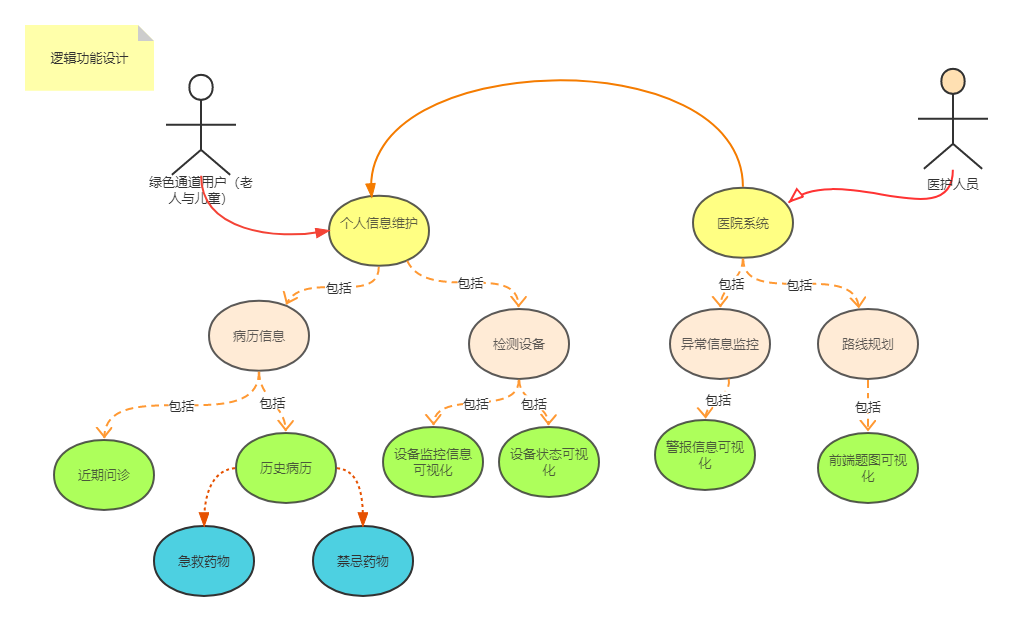 逻辑功能设计
绿色通道用户（老
人与儿童）
医护人员
个人信息维护
医院系统
包括
包括
包括
包括
病历信息
检测设备
异常信息监控
路线规划
包括
包括
包括
包括
包括
包括
近期问诊
历史病历
设备监控信息
可视化
设备状态可视
化
警报信息可视
化
前端题图可视
化
急救药物
禁忌药物